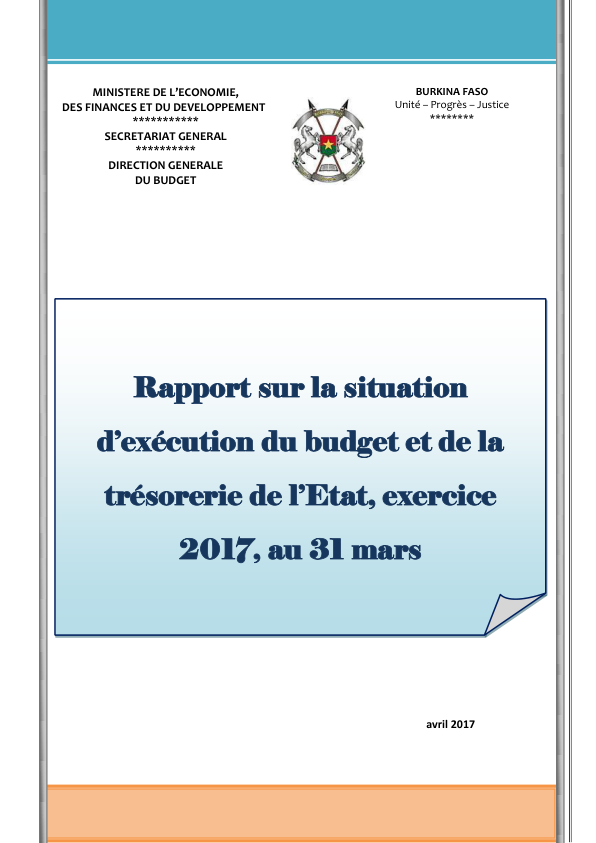 MINISTERE DE L'ECONOMIE,
DES FINANCES ET DU DEVELOPPEMENT
***********
SECRETARIAT GENERAL
**********
DIRECTION GENERALE
DU BUDGET
BURKINA FASO
Unité – Progrès – Justice
********
Rapport sur la situation
d'exécution du budget et de la
trésorerie de l'Etat, exercice
2017, au 31 mars
avril 2017